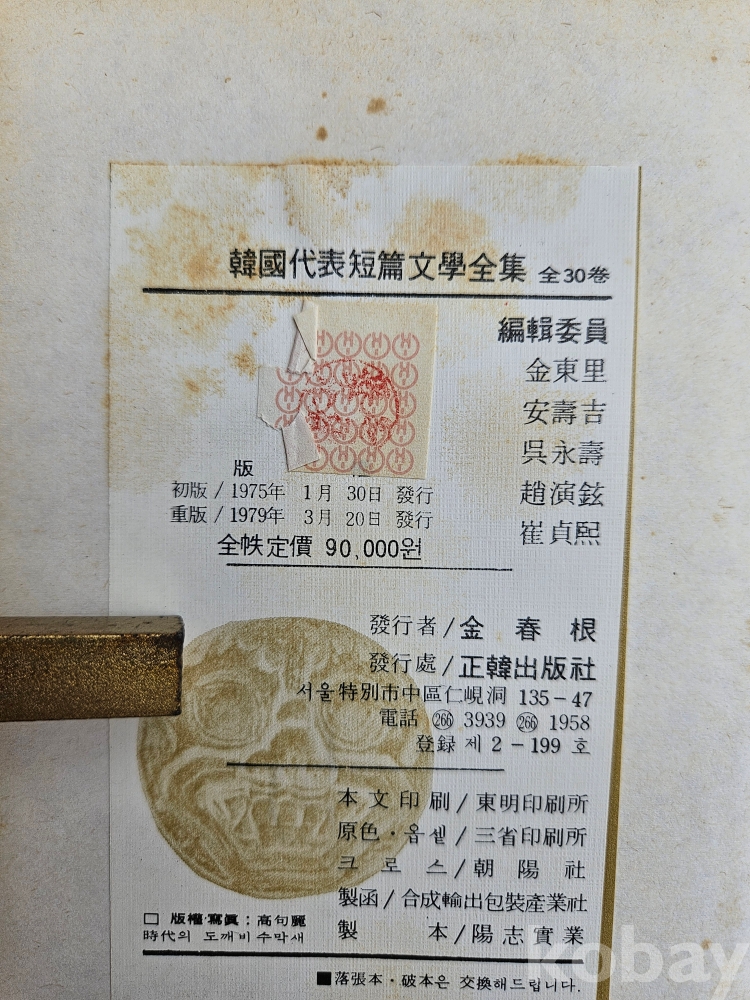 韓國代表短篇文學全集 全30卷
編輯委員
金東里
安壽吉
吳永壽
趙演鉉
崔貞熙
版
初版 / 1975年 1月 30日 發行
重版 / 1979年 3月 20日 發行
全帙定價 90,000원
發行者 / 金春根
發行處 / 正韓出版社
서울特別市中區仁峴洞 135-47
電話 266 3939 266 1958
登録 제 2-199 호
本文印刷 / 東明印刷所
原色·옵셑 / 三省印刷所
크로스 / 朝陽社
製函 / 合成輸出包裝產業社
製本 / 陽志實業
□ 版權·寫眞 : 高句麗
時代의 도깨비 수막새
■落張本·破本은 交換해드립니다.
kobay